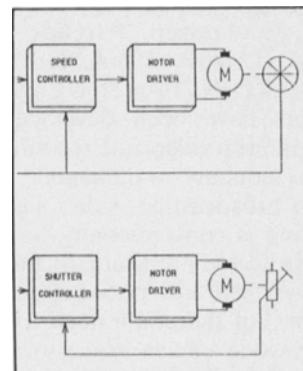 SPEED
CONTROLLER
MOTOR
DRIVER
M
SHUTTER
CONTROLLER
MOTOR
DRIVER
M